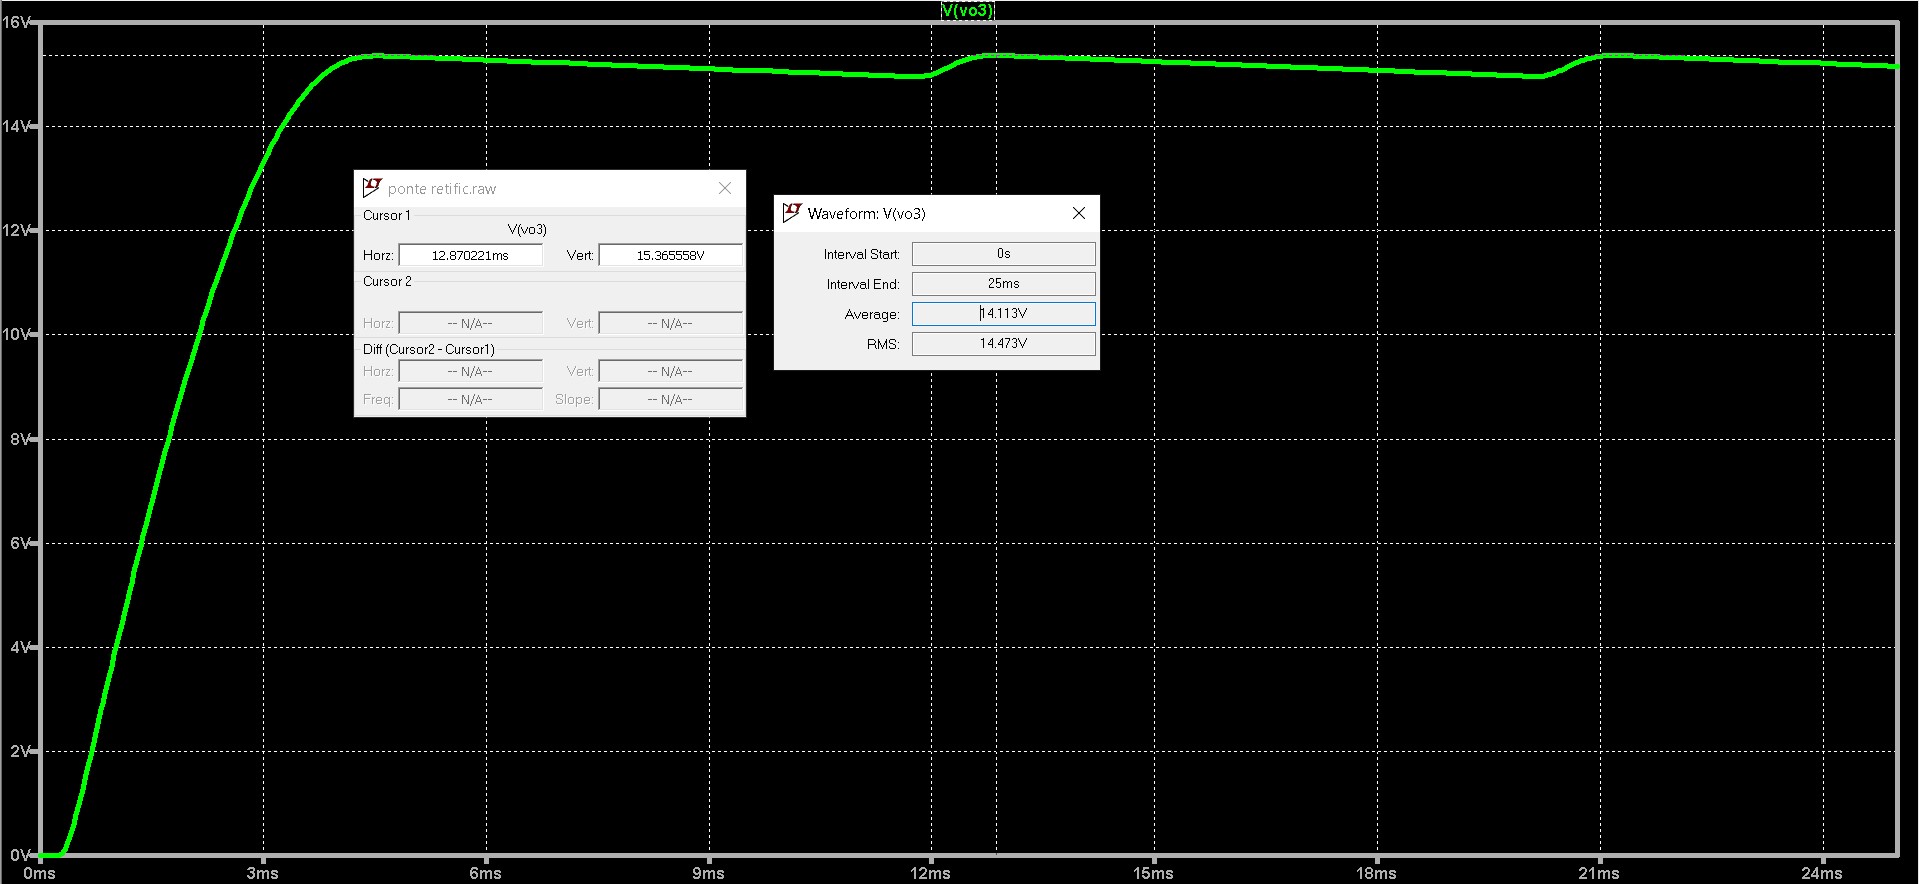 V(vo3)
16V
14V
12V
10V
8V
6V
4V
2V
0V
ponte retific.raw
Cursor 1
V(vo3)
Horz: 12.870221ms Vert: 15.365558V
Cursor 2
Horz: -- N/A-- Vert: -- N/A--
Diff (Cursor2 - Cursor1)
Horz: -- N/A-- Vert: -- N/A--
Freq: -- N/A-- Slope: -- N/A--
Waveform: V(vo3)
Interval Start: 0s
Interval End: 25ms
Average: 14.113V
RMS: 14.473V
0ms 3ms 6ms 9ms 12ms 15ms 18ms 21ms 24ms